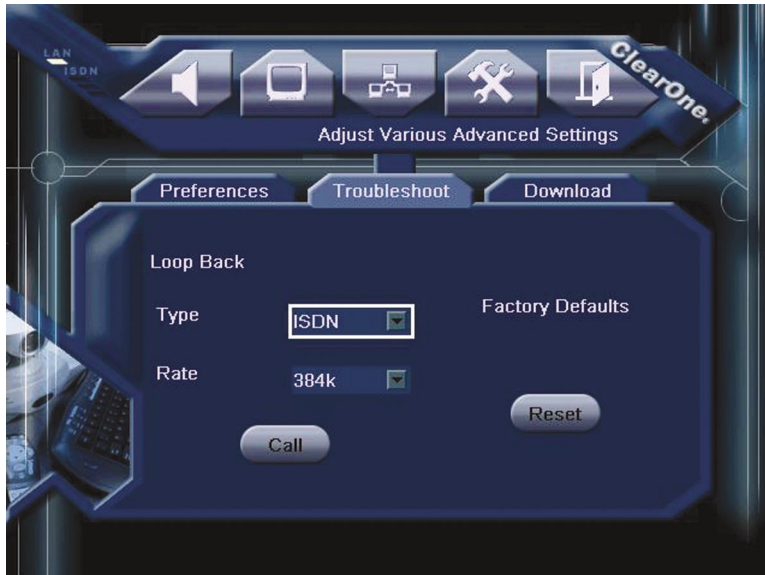 LAN
ISDN
ClearOne.
Adjust Various Advanced Settings
Preferences
Troubleshoot
Download
Loop Back
Type
ISDN
Factory Defaults
Rate
384k
Reset
Call